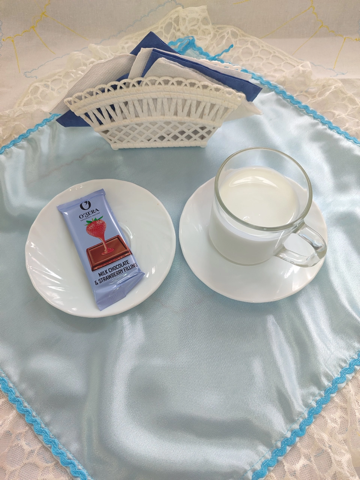 O'ZERA
MILK CHOCOLATE
& STRAWBERRY FILLING